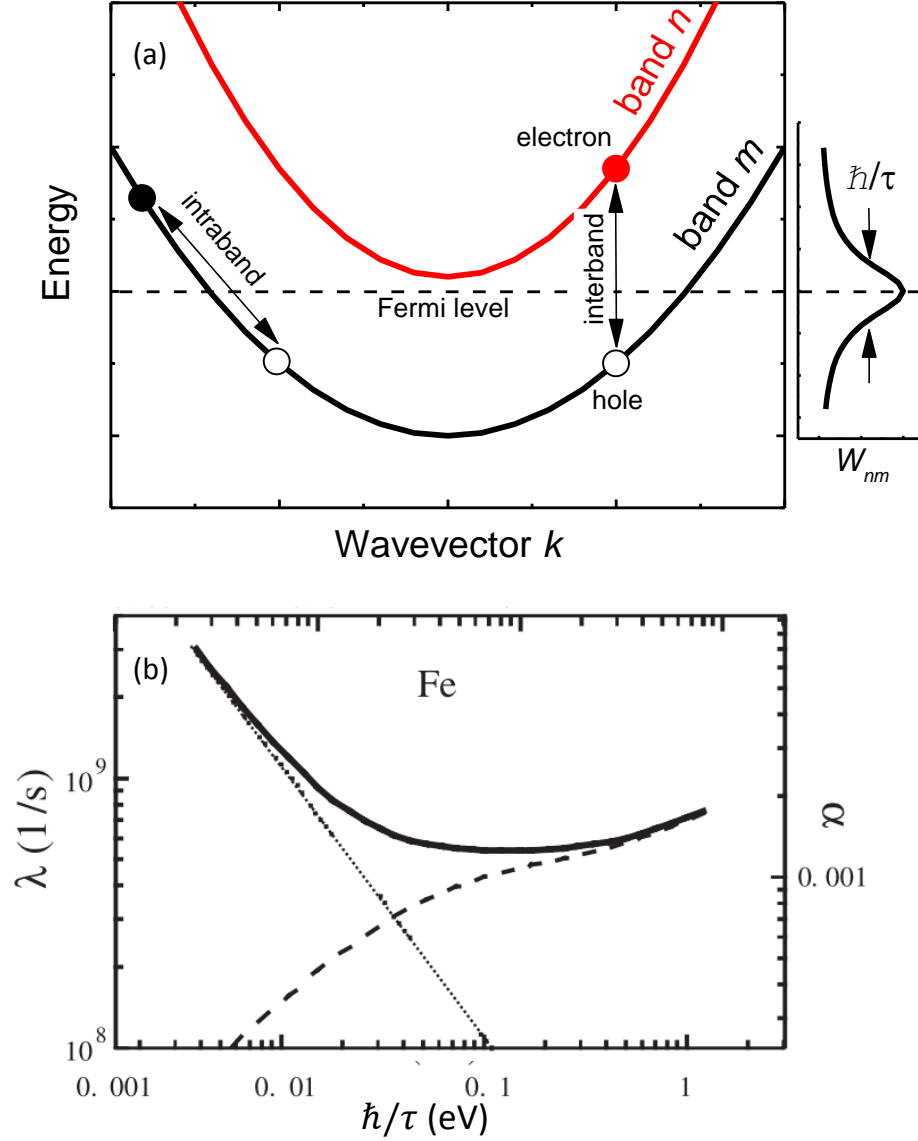 (a)
band n
electron
band m
intraband
interband
Energy
Fermi level
hole
Wavevector k
ℏ/τ
W_nm
(b)
Fe
λ (1/s)
10^9
10^8
α
0. 001
0. 001
0. 01
0. 1
1
ℏ/τ (eV)